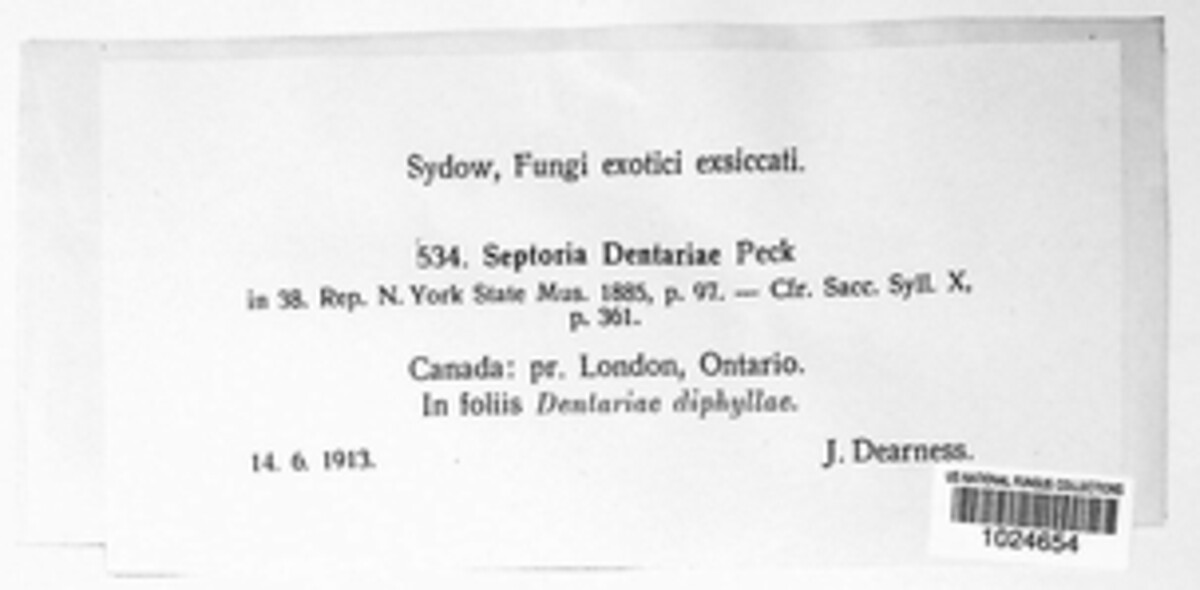 Sydow, Fungi exotici exsiccati.
534. Septoria Dentariae Peck
in 38. Rep. N. York State Mus. 1885, p. 97. — Cfr. Sacc. Syll. X,
p. 361.
Canada: pr. London, Ontario.
In foliis Dentariae diphyllae.
14. 6. 1913.
J. Dearness.
US NATIONAL FUNGUS COLLECTIONS
1024654